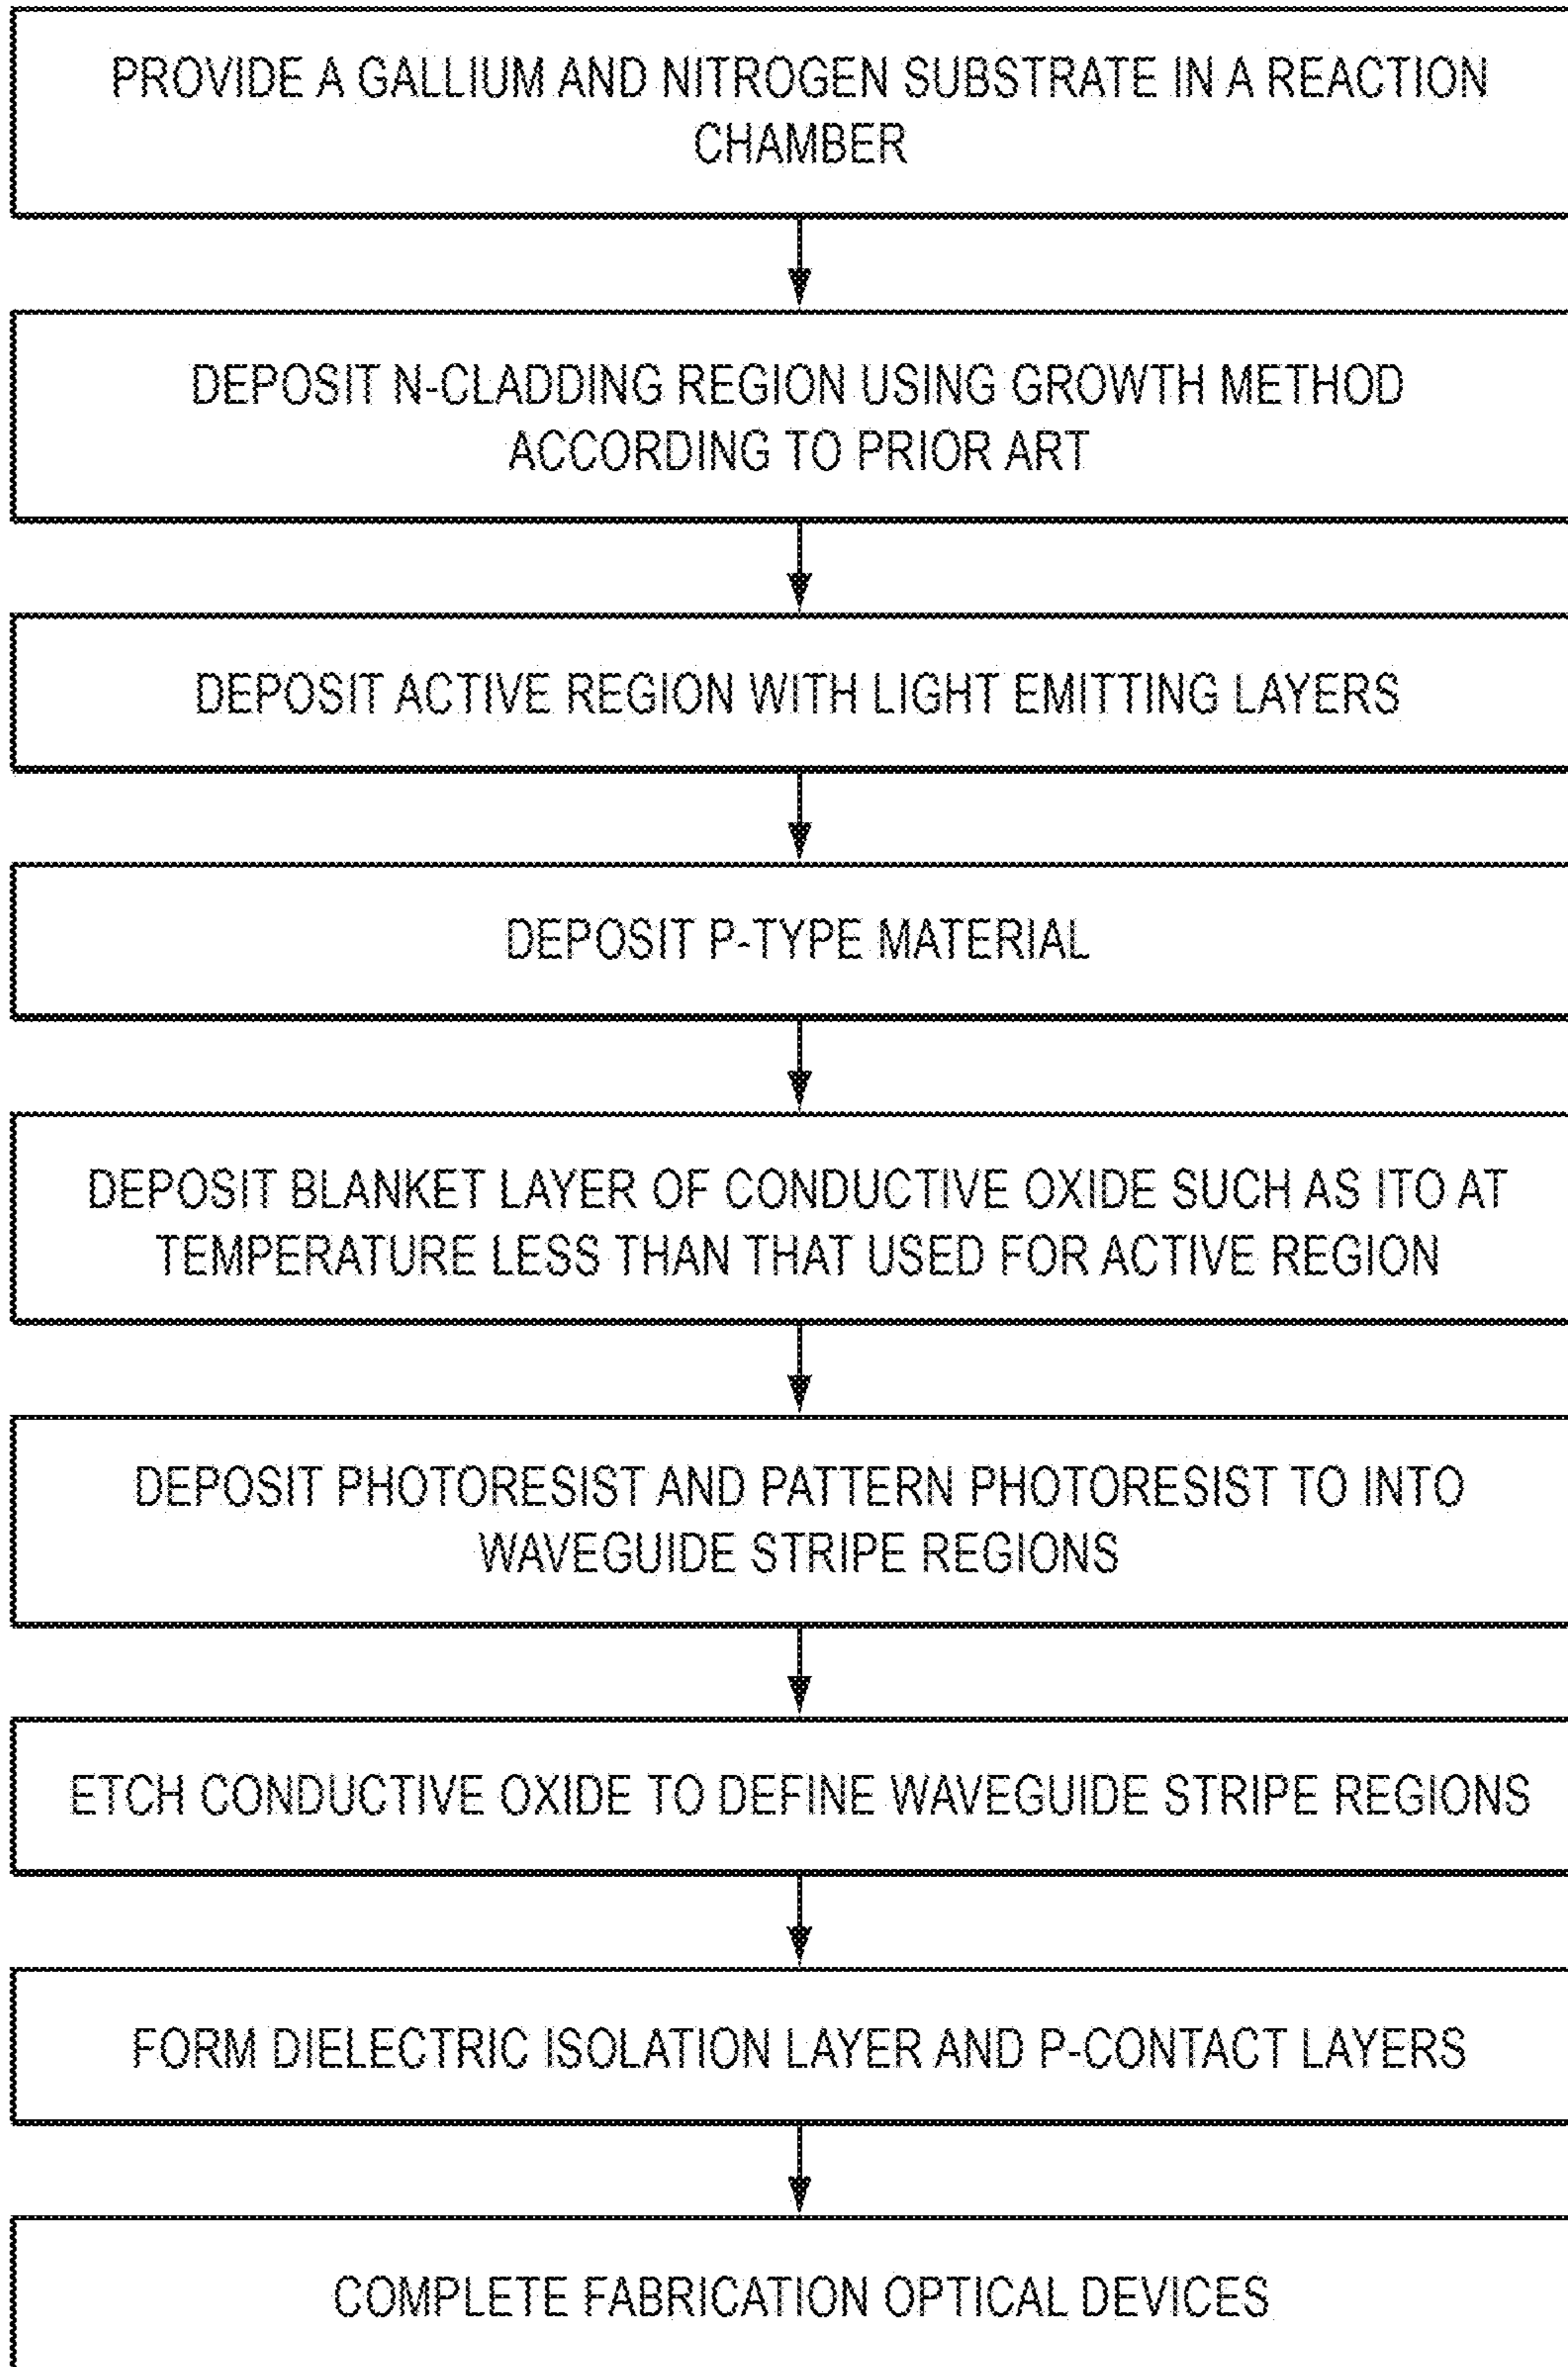 PROVIDE A GALLIUM AND NITROGEN SUBSTRATE IN A REACTION
CHAMBER
DEPOSIT N-CLADDING REGION USING GROWTH METHOD
ACCORDING TO PRIOR ART
DEPOSIT ACTIVE REGION WITH LIGHT EMITTING LAYERS
DEPOSIT P-TYPE MATERIAL
DEPOSIT BLANKET LAYER OF CONDUCTIVE OXIDE SUCH AS ITO AT
TEMPERATURE LESS THAN THAT USED FOR ACTIVE REGION
DEPOSIT PHOTORESIST AND PATTERN PHOTORESIST TO INTO
WAVEGUIDE STRIPE REGIONS
ETCH CONDUCTIVE OXIDE TO DEFINE WAVEGUIDE STRIPE REGIONS
FORM DIELECTRIC ISOLATION LAYER AND P-CONTACT LAYERS
COMPLETE FABRICATION OPTICAL DEVICES